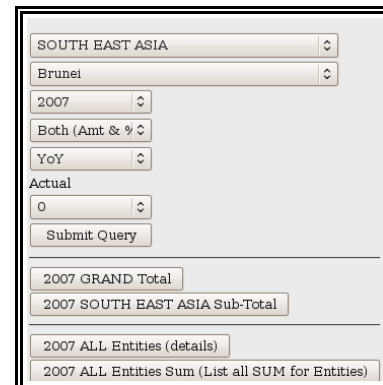 SOUTH EAST ASIA
Brunei
2007
Both (Amt & %
YoY
Actual
0
Submit Query
2007 GRAND Total
2007 SOUTH EAST ASIA Sub-Total
2007 ALL Entities (details)
2007 ALL Entities Sum (List all SUM for Entities)